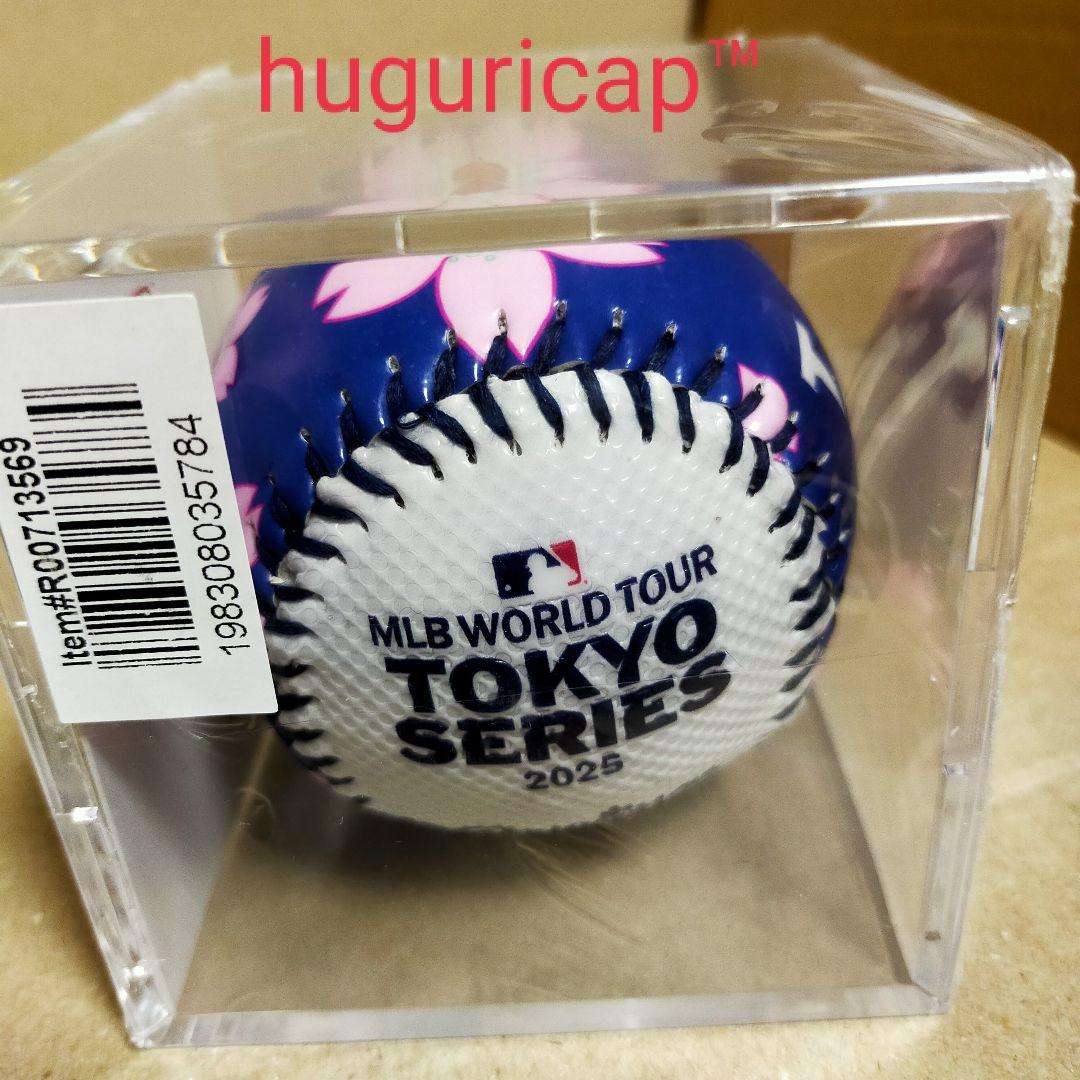 huguricap™
Item#R00713569
198308035784
MLB WORLD TOUR
TOKYO
SERIES
2025